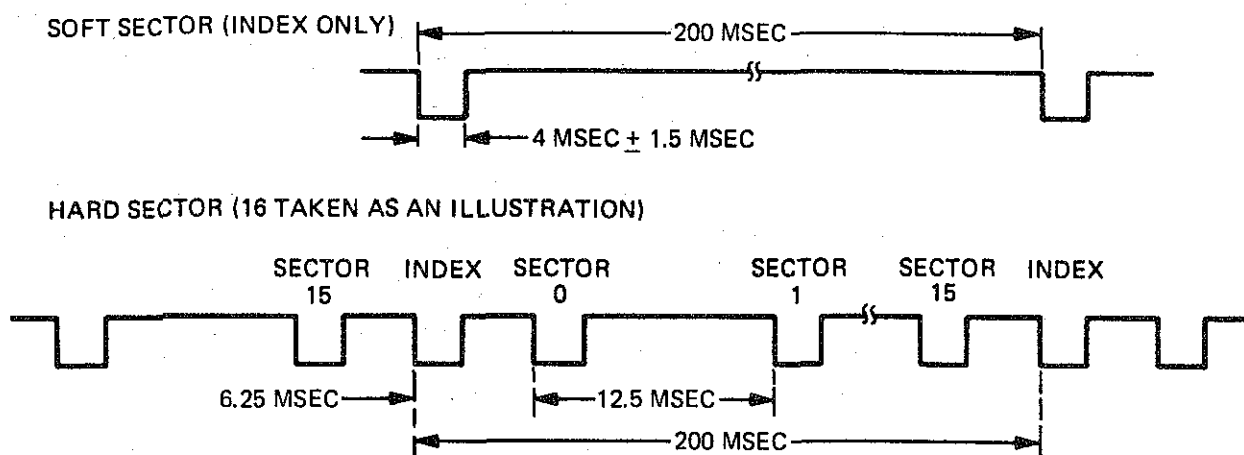 SOFT SECTOR (INDEX ONLY)
200 MSEC
4 MSEC ± 1.5 MSEC
HARD SECTOR (16 TAKEN AS AN ILLUSTRATION)
SECTOR 15
INDEX
SECTOR 0
SECTOR 1
SECTOR 15
INDEX
6.25 MSEC
12.5 MSEC
200 MSEC